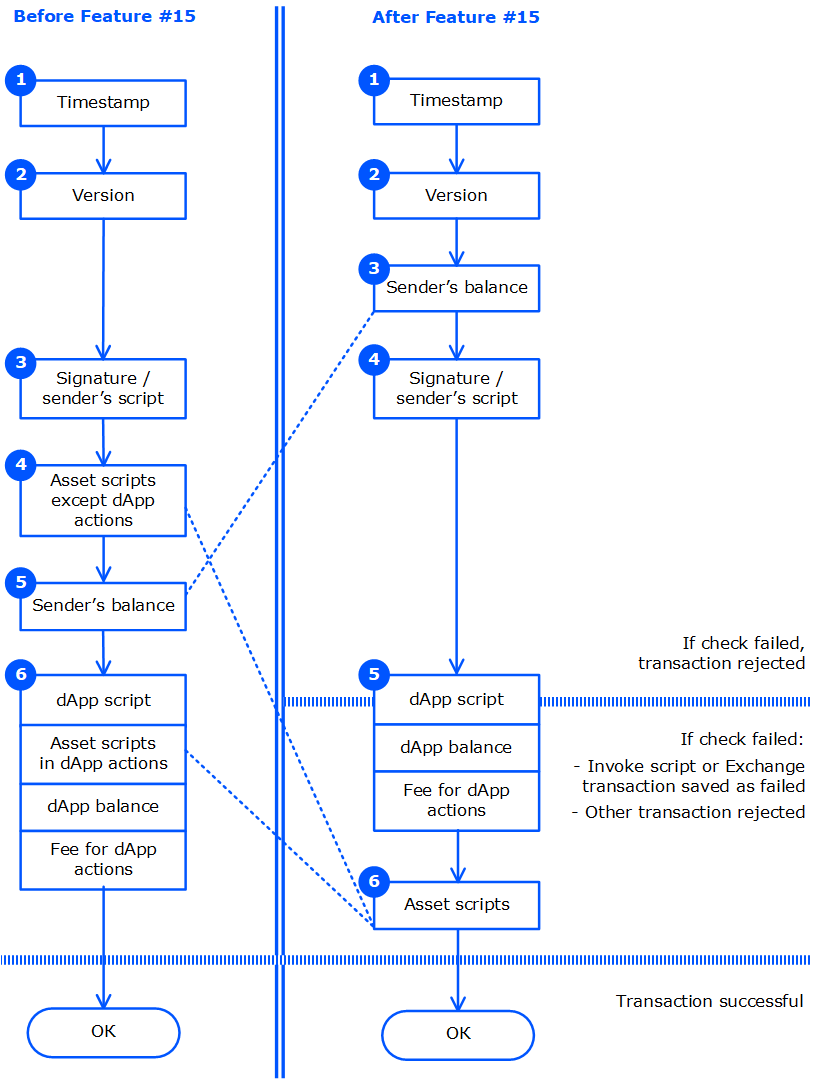 Before Feature #15
1
Timestamp
2
Version
3
Signature /
sender’s script
4
Asset scripts
except dApp
actions
5
Sender’s balance
6
dApp script
Asset scripts
in dApp actions
dApp balance
Fee for dApp
actions
OK
After Feature #15
1
Timestamp
2
Version
3
Sender’s balance
4
Signature /
sender’s script
5
dApp script
dApp balance
Fee for dApp
actions
6
Asset scripts
OK
If check failed,
transaction rejected
If check failed:
- Invoke script or Exchange
transaction saved as failed
- Other transaction rejected
Transaction successful